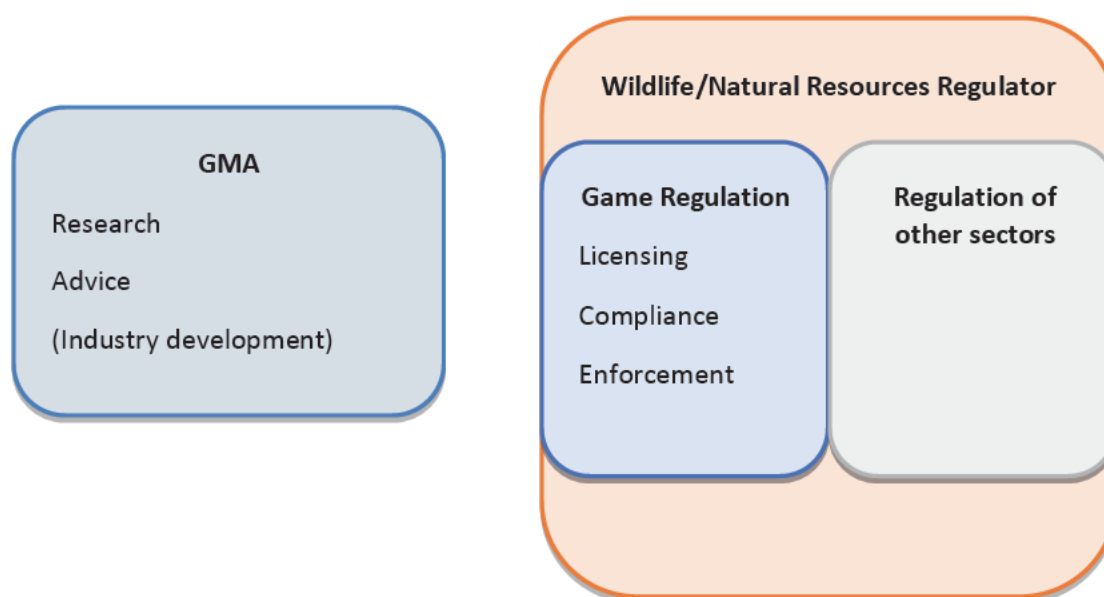 GMA
Research
Advice
(Industry development)
Wildlife/Natural Resources Regulator
Game Regulation
Licensing
Compliance
Enforcement
Regulation of
other sectors